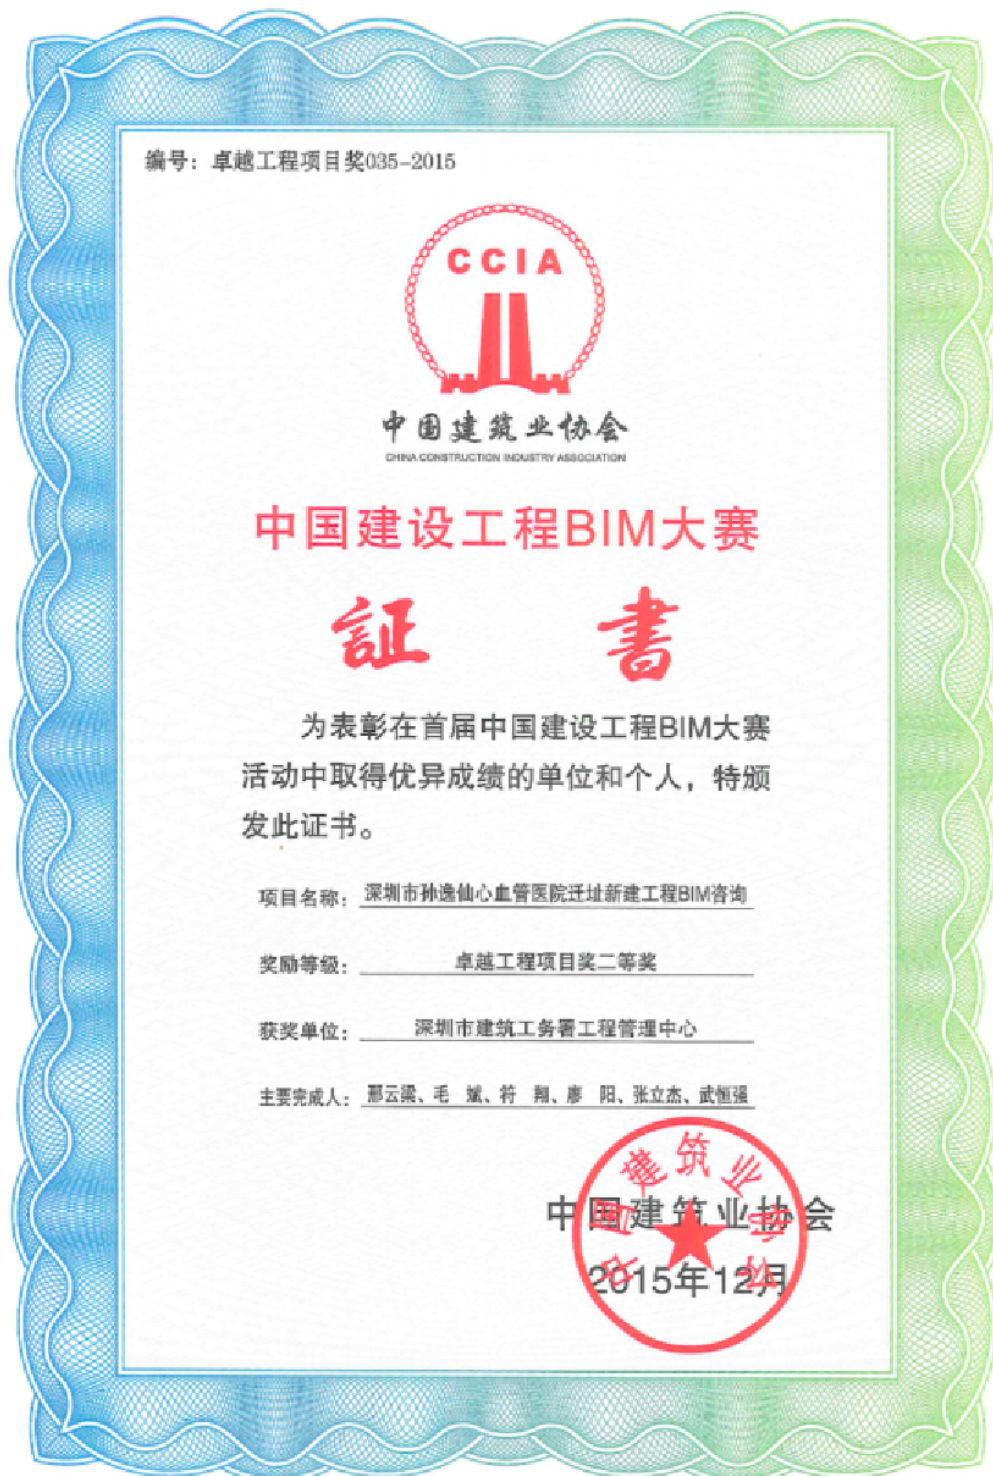 编号：卓越工程项目奖035-2015
CCIA
中国建筑业协会
CHINA CONSTRUCTION INDUSTRY ASSOCIATION
中国建设工程BIM大赛
証 書
为表彰在首届中国建设工程BIM大赛
活动中取得优异成绩的单位和个人，特颁
发此证书。
项目名称：深圳市孙逸仙心血管医院迁址新建工程BIM咨询
奖励等级：卓越工程项目奖二等奖
获奖单位：深圳市建筑工务署工程管理中心
主要完成人：邢云梁、毛 斌、符 翔、廖 阳、张立杰、武恒强
中国建筑业协会
2015年12月
中国建筑业协会